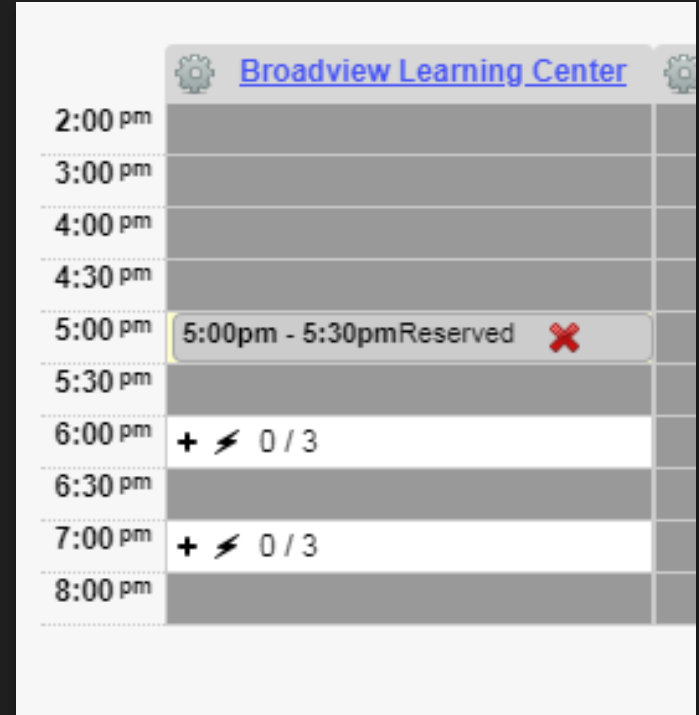 Broadview Learning Center
2:00 pm
3:00 pm
4:00 pm
4:30 pm
5:00 pm 5:00pm - 5:30pmReserved
5:30 pm
6:00 pm + 0 / 3
6:30 pm
7:00 pm + 0 / 3
8:00 pm